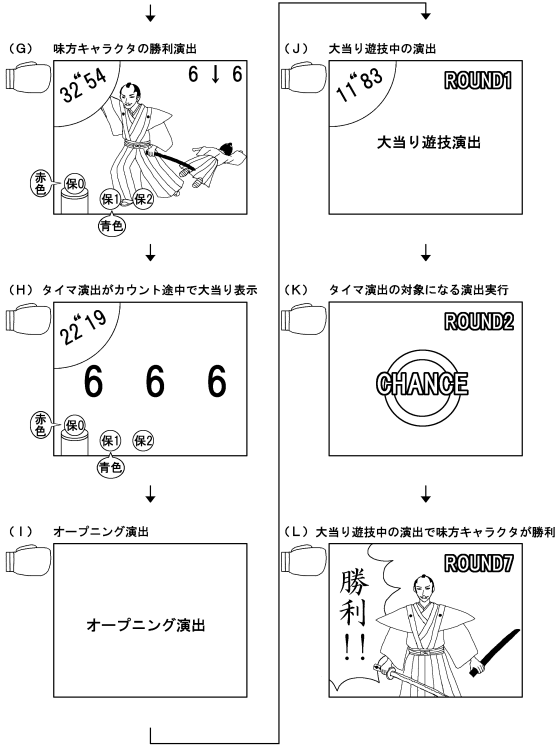 (G) 味方キャラクタの勝利演出
32"54
6 ↓ 6
赤色
保0
保1
保2
青色
(H) タイマ演出がカウント途中で大当り表示
22"19
6 6 6
赤色
保0
保1
保2
青色
(I) オープニング演出
オープニング演出
(J) 大当り遊技中の演出
11"83
ROUND1
大当り遊技演出
(K) タイマ演出の対象になる演出実行
ROUND2
CHANCE
(L) 大当り遊技中の演出で味方キャラクタが勝利
ROUND7
勝利!!